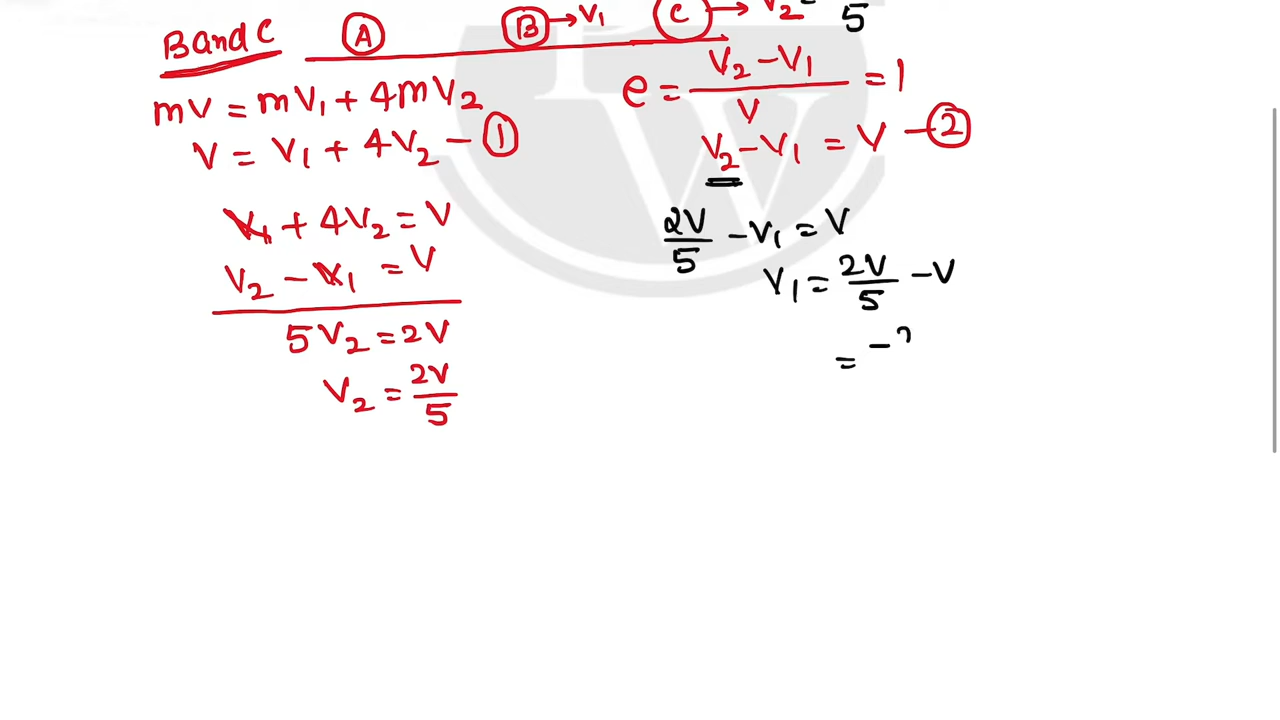 B and C A B → V₁ C → V₂ = /5
mV = mV₁ + 4mV₂
V = V₁ + 4V₂ – ①
V₁ + 4V₂ = V
V₂ – V₁ = V
5V₂ = 2V
V₂ = 2V/5
e = (V₂ – V₁)/V = 1
V₂ – V₁ = V – ②
2V/5 – V₁ = V
V₁ = 2V/5 – V
= –